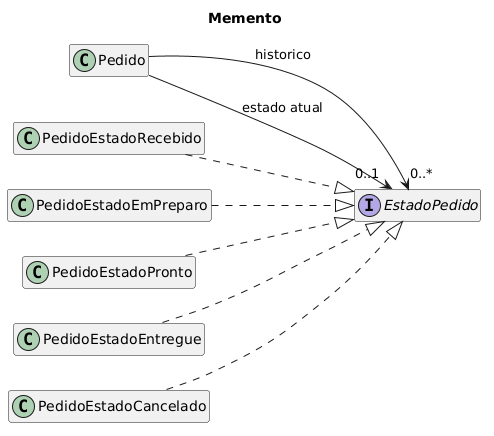 Memento
C Pedido
historico
estado atual
C PedidoEstadoRecebido
0..1
0..*
C PedidoEstadoEmPreparo
I EstadoPedido
C PedidoEstadoPronto
C PedidoEstadoEntregue
C PedidoEstadoCancelado